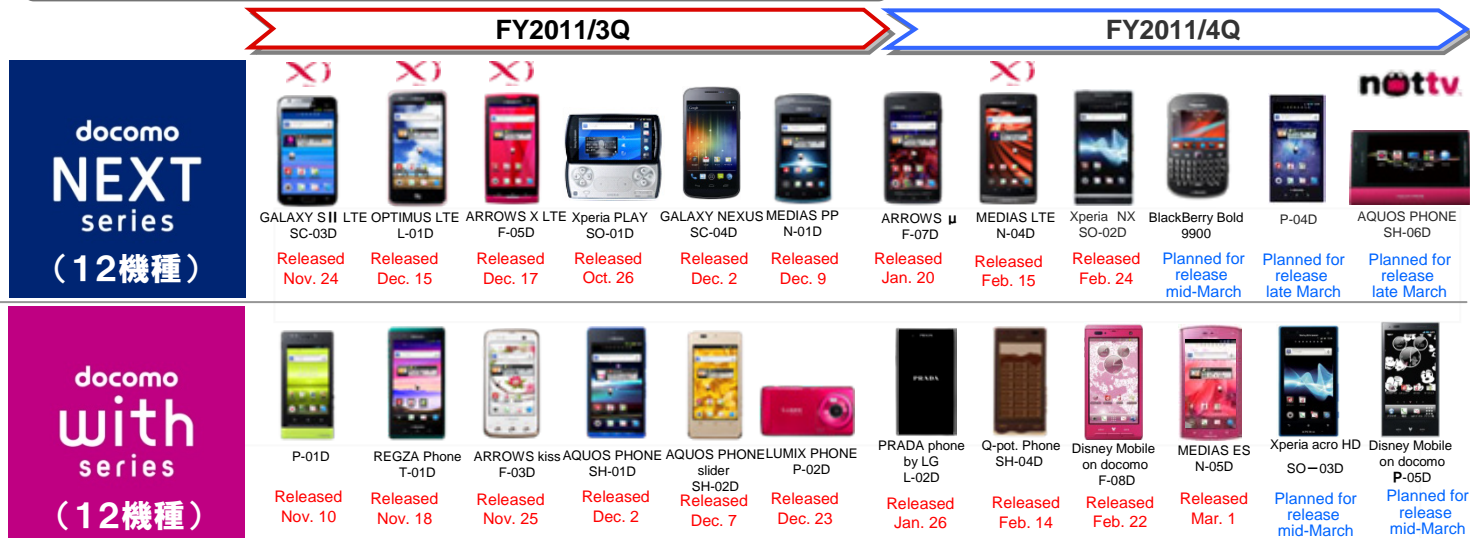 FY2011/3Q
FY2011/4Q
docomo
NEXT
series
（12機種）
Xi
Xi
Xi
Xi
nottv
GALAXY SⅡ LTE
SC-03D
Released
Nov. 24
OPTIMUS LTE
L-01D
Released
Dec. 15
ARROWS X LTE
F-05D
Released
Dec. 17
Xperia PLAY
SO-01D
Released
Oct. 26
GALAXY NEXUS
SC-04D
Released
Dec. 2
MEDIAS PP
N-01D
Released
Dec. 9
ARROWS μ
F-07D
Released
Jan. 20
MEDIAS LTE
N-04D
Released
Feb. 15
Xperia NX
SO-02D
Released
Feb. 24
BlackBerry Bold
9900
Planned for
release
mid-March
P-04D
Planned for
release
late March
AQUOS PHONE
SH-06D
Planned for
release
late March
docomo
with
series
（12機種）
P-01D
Released
Nov. 10
REGZA Phone
T-01D
Released
Nov. 18
ARROWS kiss
F-03D
Released
Nov. 25
AQUOS PHONE
SH-01D
Released
Dec. 2
AQUOS PHONE
slider
SH-02D
Released
Dec. 7
LUMIX PHONE
P-02D
Released
Dec. 23
PRADA
PRADA phone
by LG
L-02D
Released
Jan. 26
Q-pot. Phone
SH-04D
Released
Feb. 14
Disney Mobile
on docomo
F-08D
Released
Feb. 22
MEDIAS ES
N-05D
Released
Mar. 1
Xperia acro HD
SO－03D
Planned for
release
mid-March
Disney Mobile
on docomo
P-05D
Planned for
release
mid-March